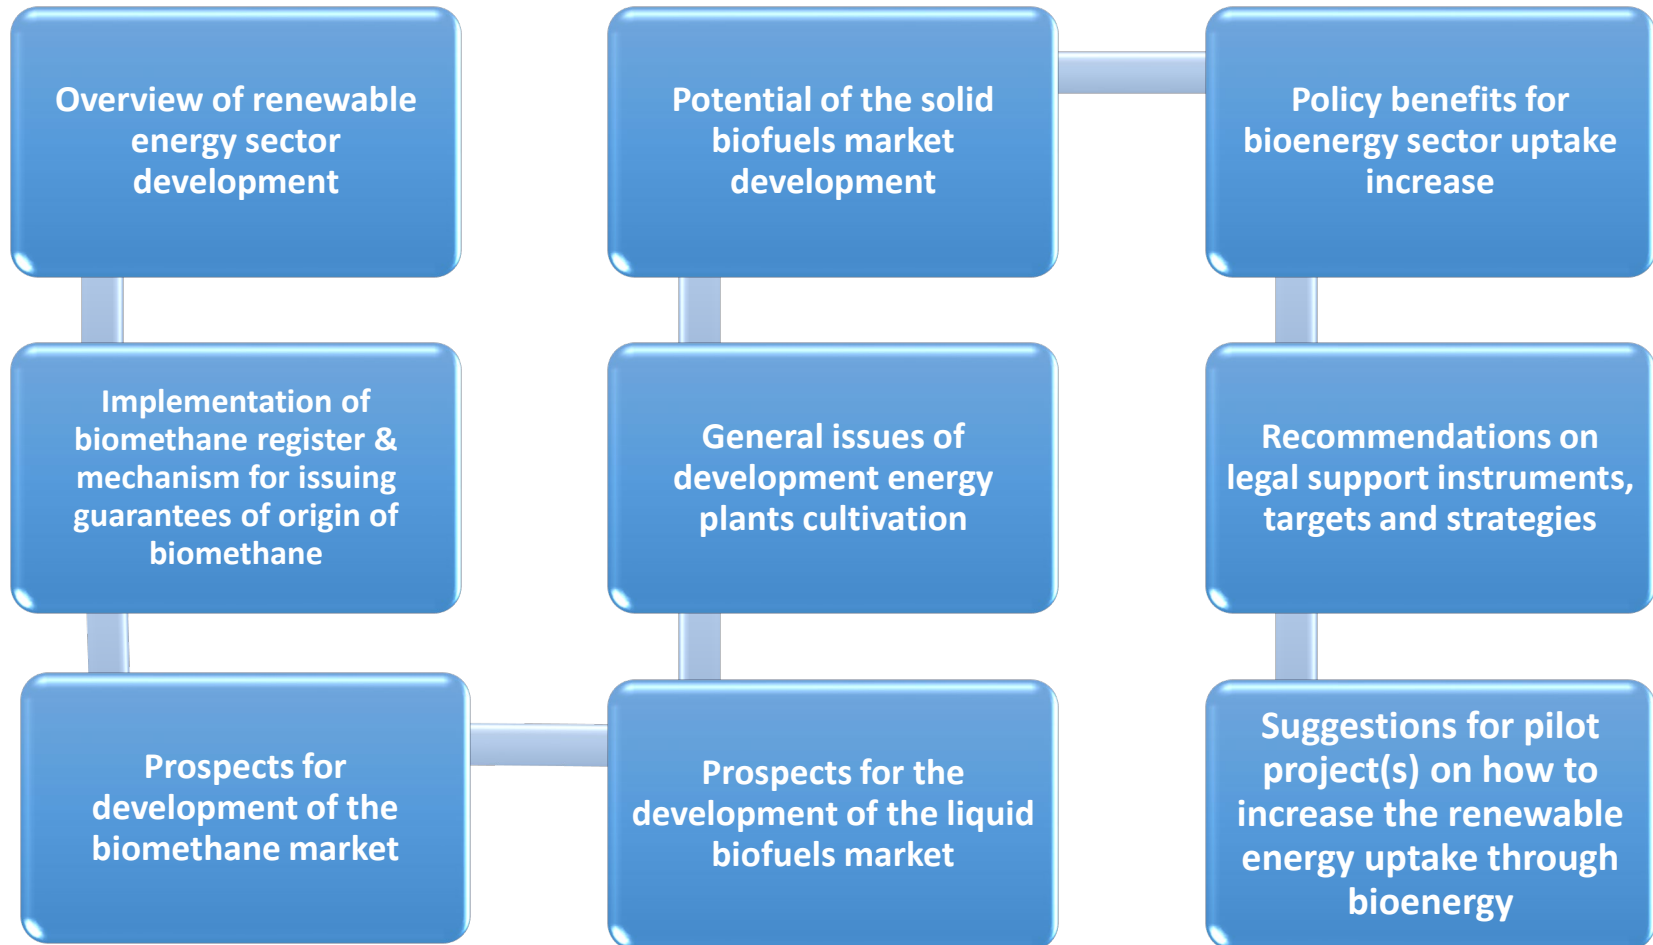 Overview of renewable
energy sector
development
Implementation of
biomethane register &
mechanism for issuing
guarantees of origin of
biomethane
Prospects for
development of the
biomethane market
Prospects for the
development of the liquid
biofuels market
General issues of
development energy
plants cultivation
Potential of the solid
biofuels market
development
Policy benefits for
bioenergy sector uptake
increase
Recommendations on
legal support instruments,
targets and strategies
Suggestions for pilot
project(s) on how to
increase the renewable
energy uptake through
bioenergy